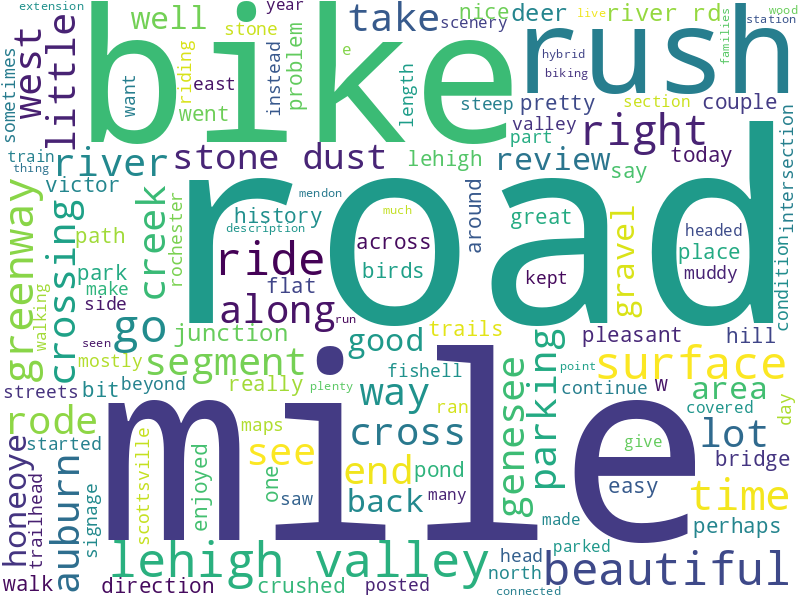 extension
well
stone
year
take
nice
deer
live
river rd
wood
station
sometimes
west
little
bike
riding
want
east
went
instead
problem
e
length
scenery
rush
hybrid
biking
families
steep
pretty
section
couple
train
thing
river
stone dust
lehigh
valley
part
review
right
say
today
intersection
victor
greenway
crossing
path
creek
rochester
history
description
mendon
much
road
across
birds
around
great
gravel
headed
place
muddy
condition
park
make
side
walking
ride
flat
along
run
kept
seen
mostly
go
junction
segment
good
trails
pleasant
hill
streets
bit
beyond
really
plenty
fishell
way
genesee
parking
point
surface
continue
w
area
covered
day
rode
started
maps
mile
ran
cross
see
end
pond
one
give
lot
bridge
honeoye
trailhead
auburn
signage
scottsville
enjoyed
saw
back
many
easy
time
made
perhaps
parked
walk
direction
lehigh valley
crushed
posted
head
north
connected
beautiful